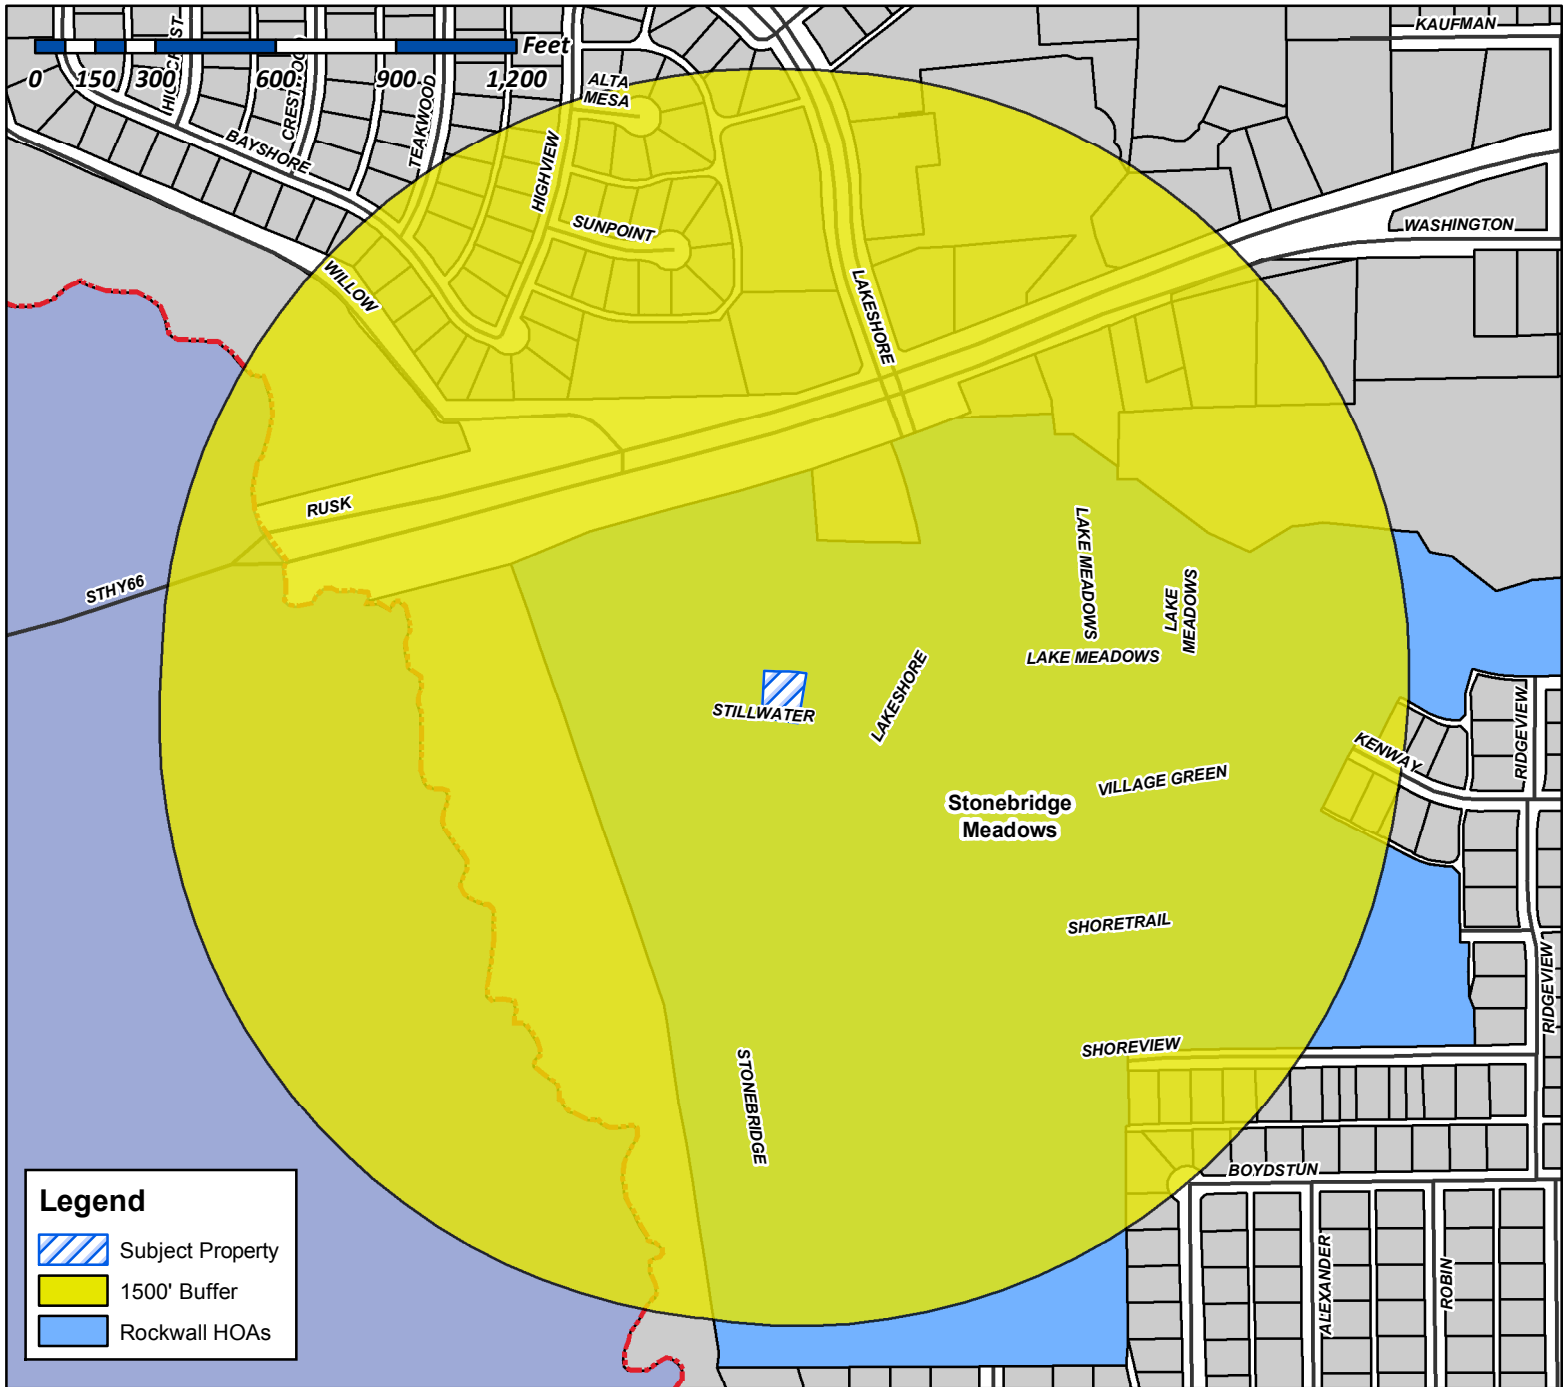 KAUFMAN
Feet
0 150 300 600 900 1,200
ALTA
MESA
CREST
TEAKWOOD
BAYSHORE
HIGHVIEW
SUNPOINT
WASHINGTON
WILLOW
LAKESHORE
RUSK
STHY66
LAKE MEADOWS
LAKE
MEADOWS
LAKE MEADOWS
STILLWATER
LAKESHORE
RIDGEVIEW
KENWAY
VILLAGE GREEN
Stonebridge
Meadows
SHORETRAIL
RIDGEVIEW
SHOREVIEW
STONEBRIDGE
BOYDSTUN
ALEXANDER
ROBIN
Legend
Subject Property
1500' Buffer
Rockwall HOAs